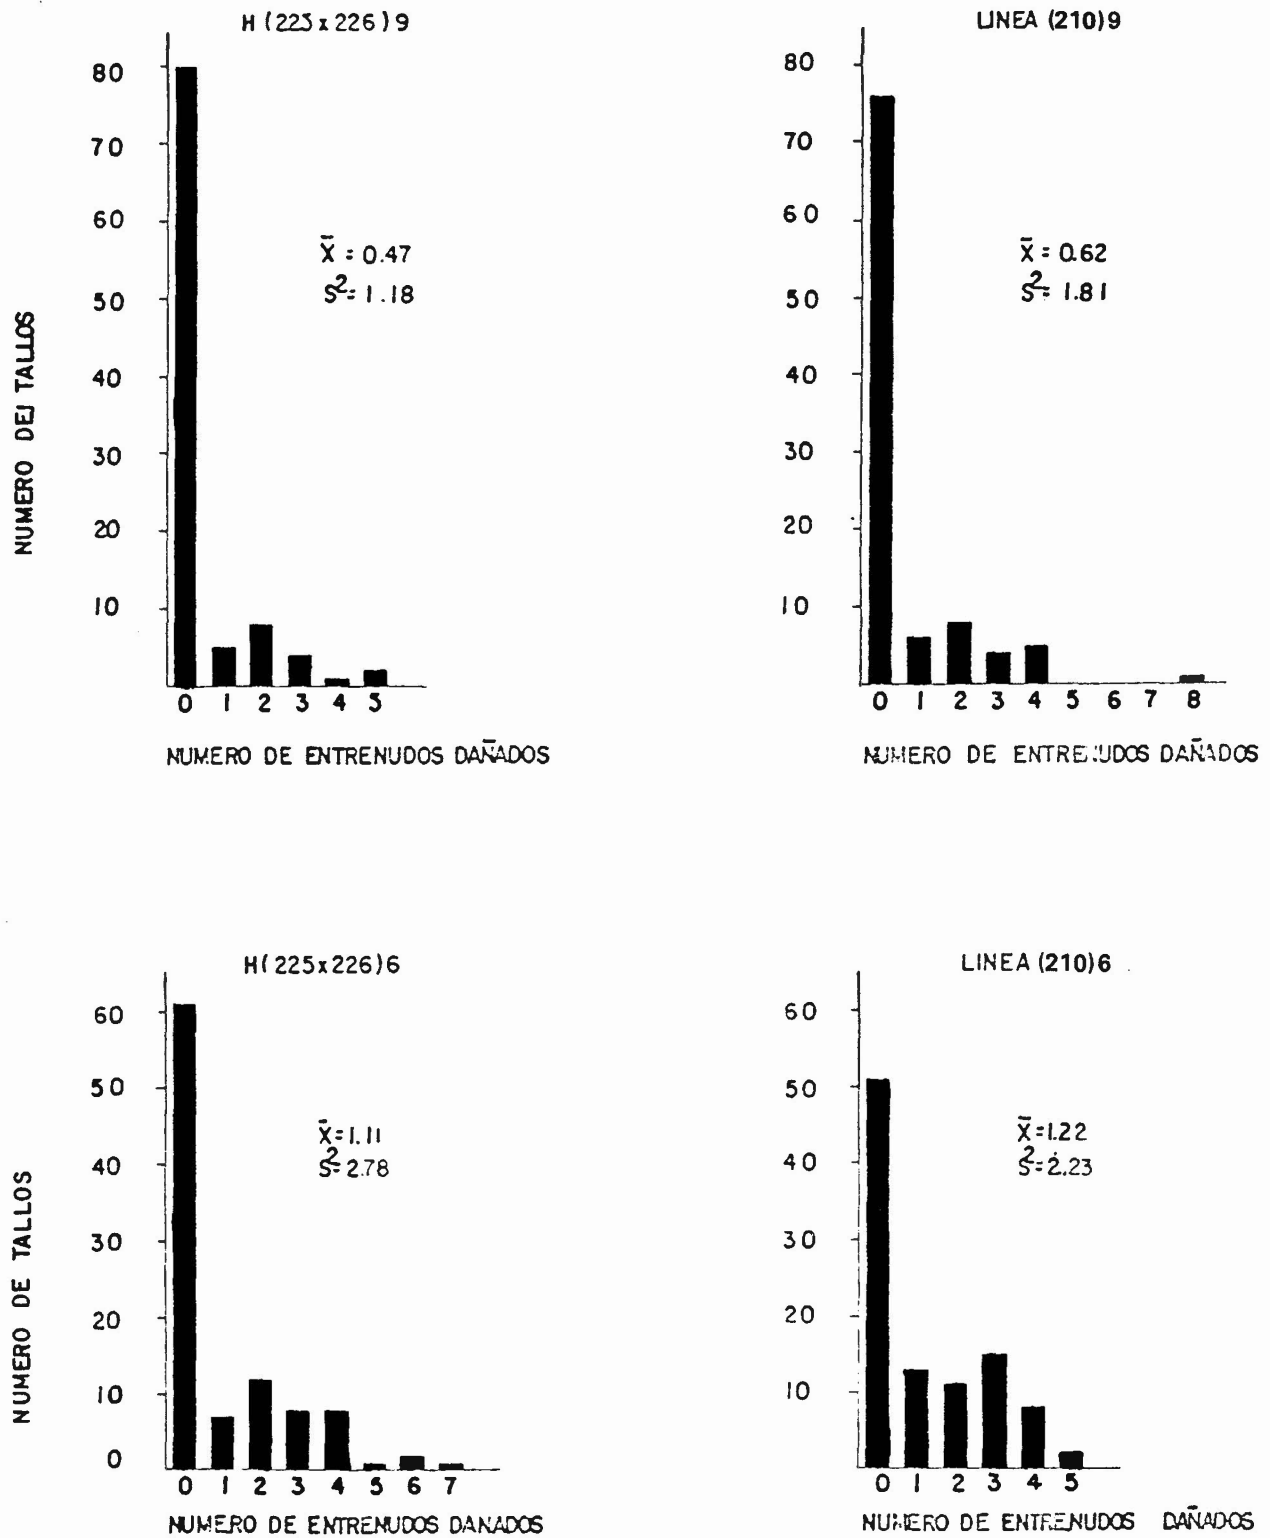 H (223 x 226) 9
80
70
60
50
40
30
20
10
X̄ = 0.47
S²= 1.18
NUMERO DE TALLOS
0 1 2 3 4 5
NUMERO DE ENTRENUDOS DAÑADOS
LINEA (210) 9
80
70
60
50
40
30
20
10
X̄ = 0.62
S²= 1.81
0 1 2 3 4 5 6 7 8
NUMERO DE ENTRENUDOS DAÑADOS
H(225x226)6
60
50
40
30
20
10
0
X̄=1.11
S²=2.78
NUMERO DE TALLOS
0 1 2 3 4 5 6 7
NUMERO DE ENTRENUDOS DANADOS
LINEA (210)6
60
50
40
30
20
10
X̄=1.22
S²=2.23
0 1 2 3 4 5
NUMERO DE ENTRENUDOS DAÑADOS